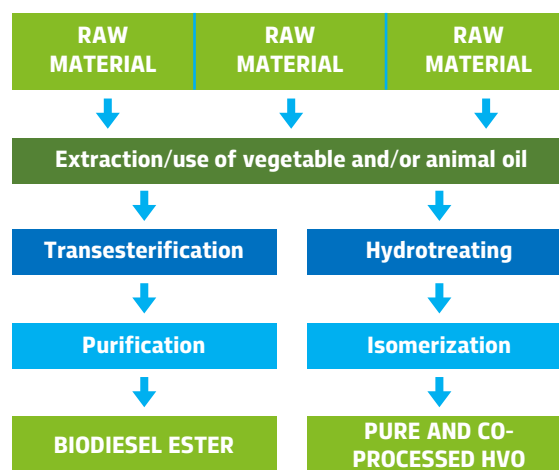 RAW
MATERIAL
RAW
MATERIAL
RAW
MATERIAL
Extraction/use of vegetable and/or animal oil
Transesterification
Hydrotreating
Purification
Isomerization
BIODIESEL ESTER
PURE AND CO-
PROCESSED HVO